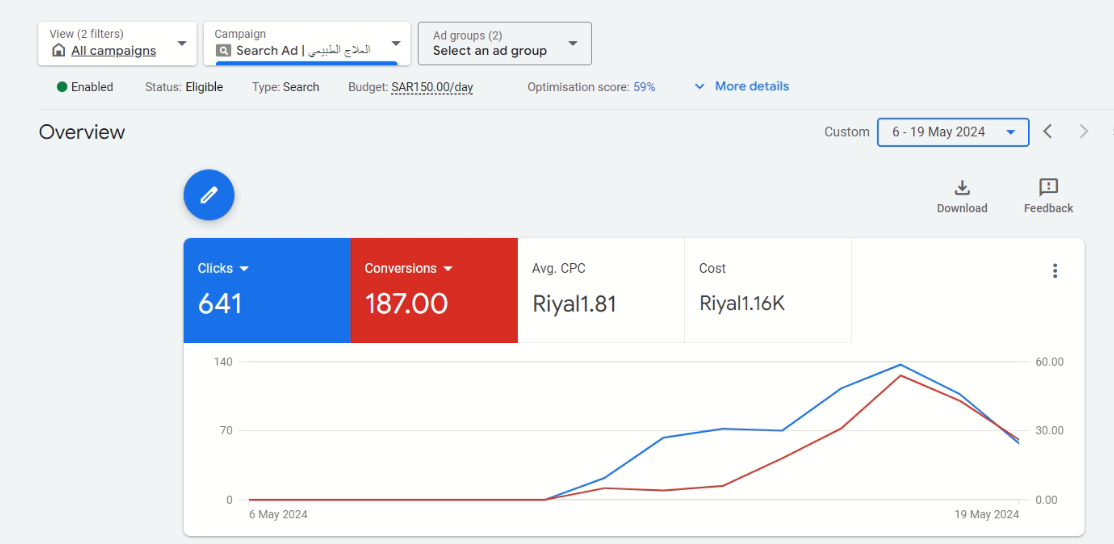 View (2 filters)
All campaigns
Campaign
Search Ad | العلاج الطبيعي
Ad groups (2)
Select an ad group
Enabled
Status: Eligible
Type: Search
Budget: SAR150.00/day
Optimisation score: 59%
More details
Overview
Custom
6 - 19 May 2024
Download
Feedback
Clicks
641
Conversions
187.00
Avg. CPC
Riyal1.81
Cost
Riyal1.16K
140
60.00
70
30.00
0
0.00
6 May 2024
19 May 2024